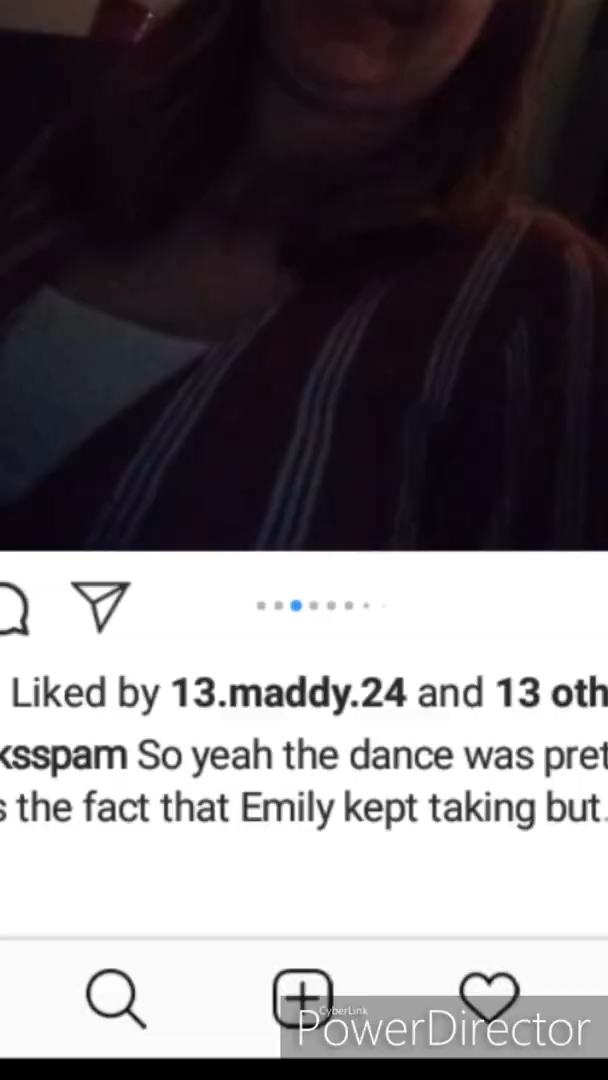 Liked by 13.maddy.24 and 13 oth
ksspam So yeah the dance was pret
s the fact that Emily kept taking but.
CyberLink
PowerDirector